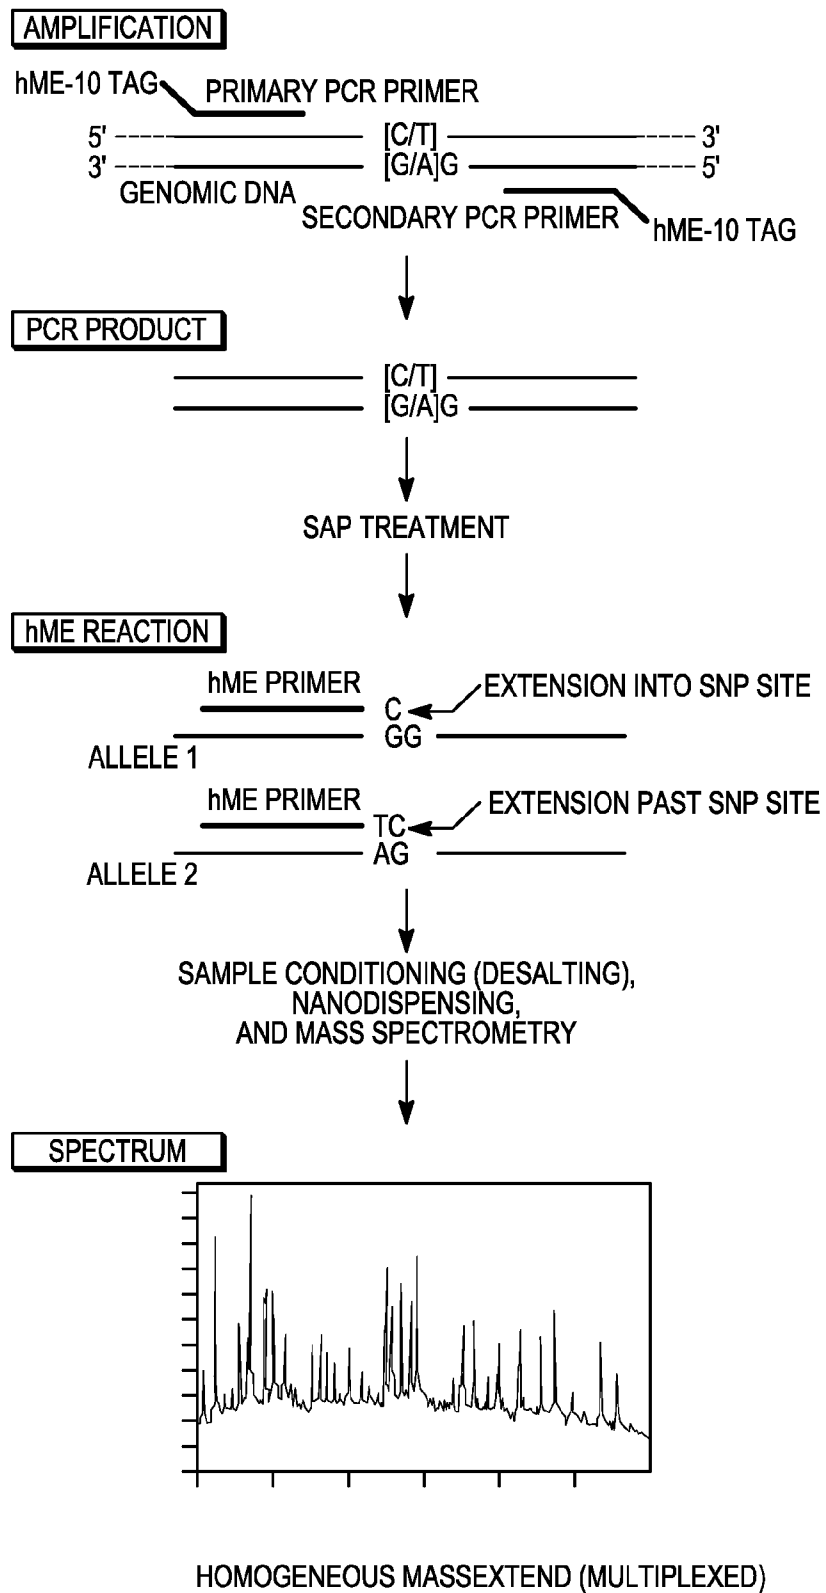 AMPLIFICATION
hME-10 TAG
PRIMARY PCR PRIMER
5' [C/T] 3'
3' [G/A]G 5'
GENOMIC DNA
SECONDARY PCR PRIMER
hME-10 TAG
PCR PRODUCT
[C/T]
[G/A]G
SAP TREATMENT
hME REACTION
hME PRIMER
C
EXTENSION INTO SNP SITE
GG
ALLELE 1
hME PRIMER
TC
EXTENSION PAST SNP SITE
AG
ALLELE 2
SAMPLE CONDITIONING (DESALTING),
NANODISPENSING,
AND MASS SPECTROMETRY
SPECTRUM
HOMOGENEOUS MASSEXTEND (MULTIPLEXED)